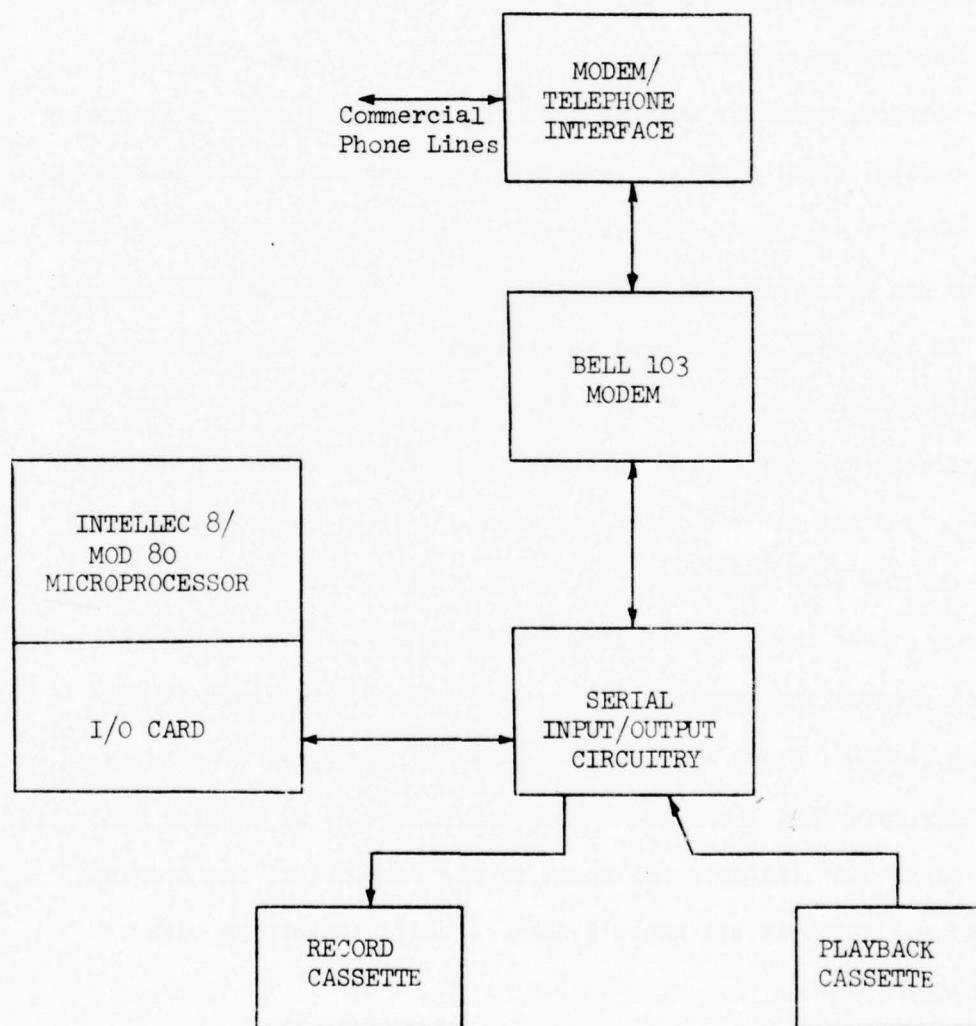 MODEM/
TELEPHONE
INTERFACE
Commercial
Phone Lines
BELL 103
MODEM
INTELLEC 8/
MOD 80
MICROPROCESSOR
I/O CARD
SERIAL
INPUT/OUTPUT
CIRCUITRY
RECORD
CASSETTE
PLAYBACK
CASSETTE